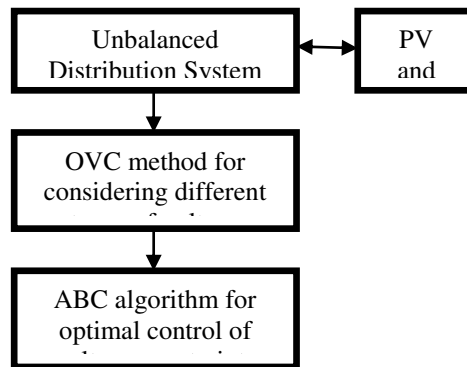 Unbalanced
Distribution System
PV
and
OVC method for
considering different
ABC algorithm for
optimal control of